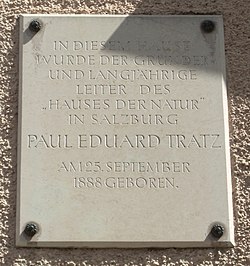 IN DIESEM HAUSE
WURDE DER GRÜNDER
UND LANGJÄHRIGE
LEITER DES
„HAUSES DER NATUR"
IN SALZBURG
PAUL EDUARD TRATZ
AM 25. SEPTEMBER
1888 GEBOREN.